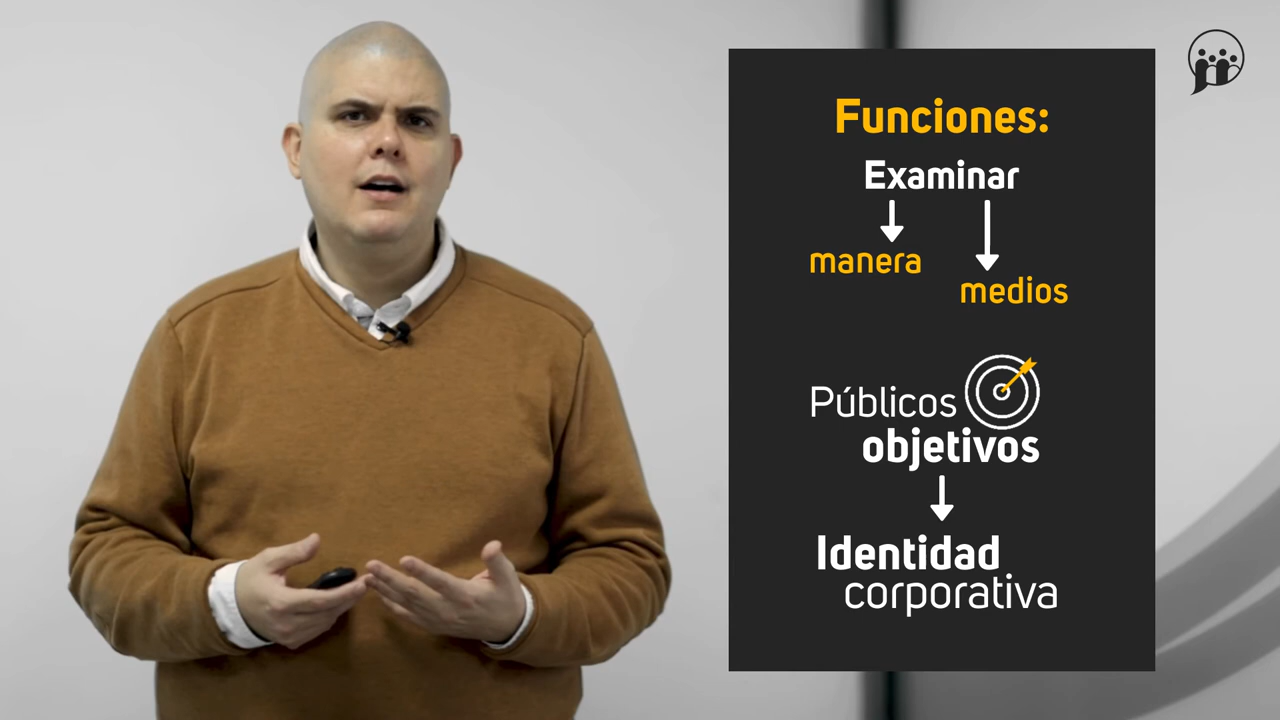 Funciones:
Examinar
manera
medios
Públicos
objetivos
Identidad
corporativa